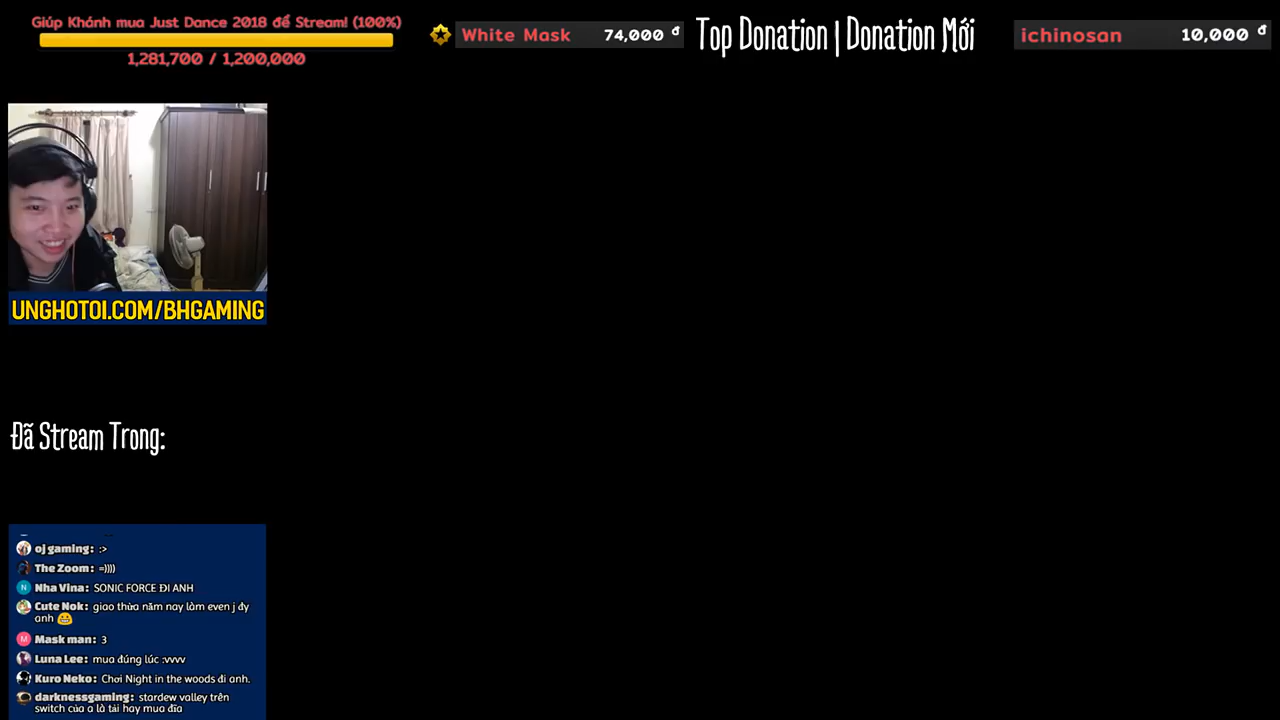 Giúp Khánh mua Just Dance 2018 để Stream! (100%)
1,281,700 / 1,200,000
White Mask 74,000 đ
Top Donation | Donation Mới
ichinosan 10,000 đ
UNGHOTOI.COM/BHGAMING
Đã Stream Trong:
oj gaming: :>
The Zoom: =))))
N Nha Vina: SONIC FORCE ĐI ANH
Cute Nok: giao thừa năm nay làm even j đy
anh
M Mask man: 3
Luna Lee: mua đúng lúc :vvvv
Kuro Neko: Chơi Night in the woods đi anh.
darknessgaming: stardew valley trên
switch của a là tải hay mua đĩa